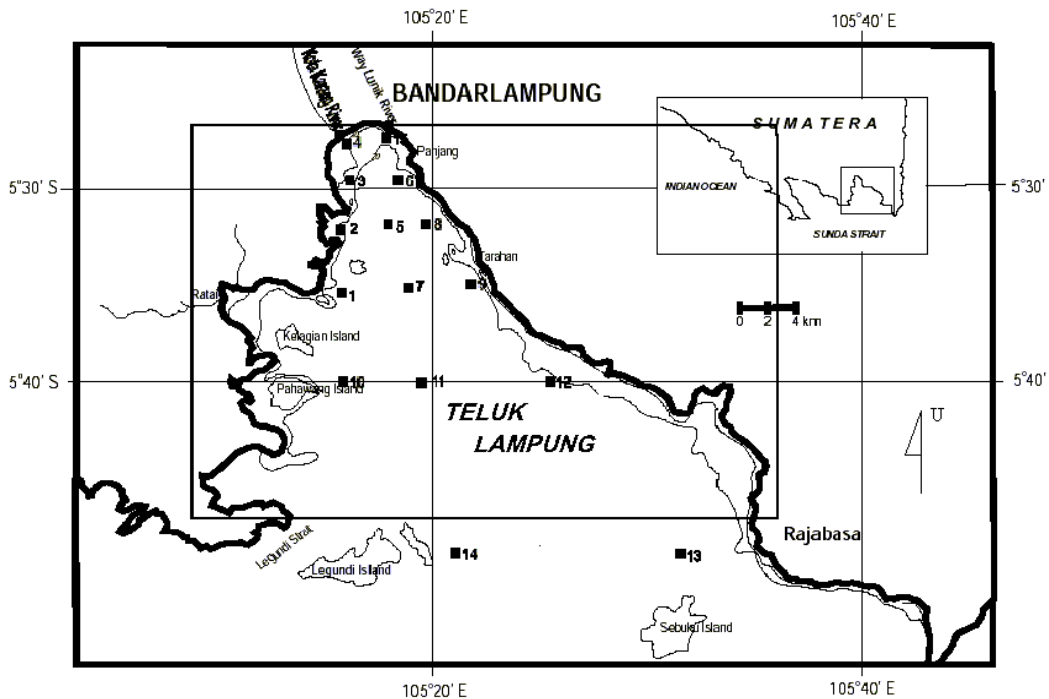 105°20' E
105°40' E
Kota Karang River
Way Lunik River
BANDARLAMPUNG
SUMATERA
4
Panjang
5°30' S
3
6
INDIAN OCEAN
5°30'
2
5
8
SUNDA STRAIT
Tarahan
Ratai
1
7
9
0 2 4 km
Kelagian Island
5°40' S
10
11
12
5°40'
Pahawang Island
TELUK
LAMPUNG
U
Legundi Strait
Rajabasa
14
13
Legundi Island
Sebuku Island
105°20' E
105°40' E